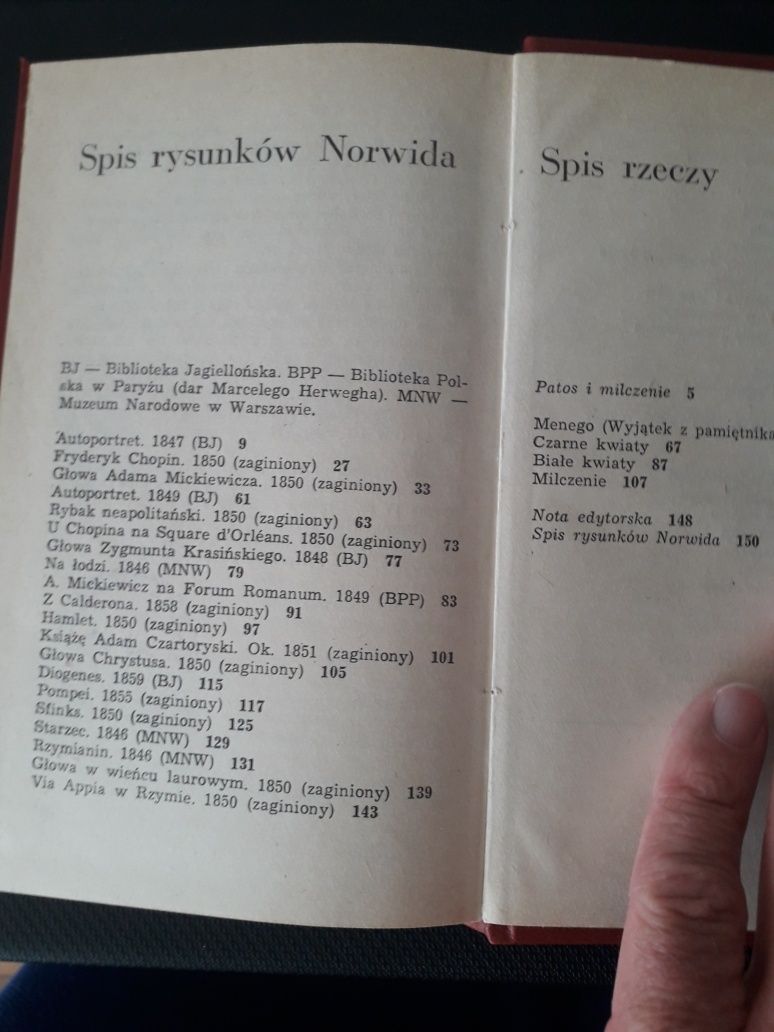 Spis rysunków Norwida
BJ — Biblioteka Jagiellońska. BPP — Biblioteka Pol-
ska w Paryżu (dar Marcelego Herwegha). MNW —
Muzeum Narodowe w Warszawie.
Autoportret. 1847 (BJ) 9
Fryderyk Chopin. 1850 (zaginiony) 27
Głowa Adama Mickiewicza. 1850 (zaginiony) 33
Autoportret. 1849 (BJ) 61
Rybak neapolitański. 1850 (zaginiony) 63
U Chopina na Square d'Orléans. 1850 (zaginiony) 73
Głowa Zygmunta Krasińskiego. 1848 (BJ) 77
Na łodzi. 1846 (MNW) 79
A. Mickiewicz na Forum Romanum. 1849 (BPP) 83
Z Calderona. 1858 (zaginiony) 91
Hamlet. 1850 (zaginiony) 97
Książę Adam Czartoryski. Ok. 1851 (zaginiony) 101
Głowa Chrystusa. 1850 (zaginiony) 105
Diogenes. 1859 (BJ) 115
Pompei. 1855 (zaginiony) 117
Sfinks. 1850 (zaginiony) 125
Starzec. 1846 (MNW) 129
Rzymianin. 1846 (MNW) 131
Głowa w wieńcu laurowym. 1850 (zaginiony) 139
Via Appia w Rzymie. 1850 (zaginiony) 143
Spis rzeczy
Patos i milczenie 5
Menego (Wyjątek z pamiętnika
Czarne kwiaty 67
Białe kwiaty 87
Milczenie 107
Nota edytorska 148
Spis rysunków Norwida 150